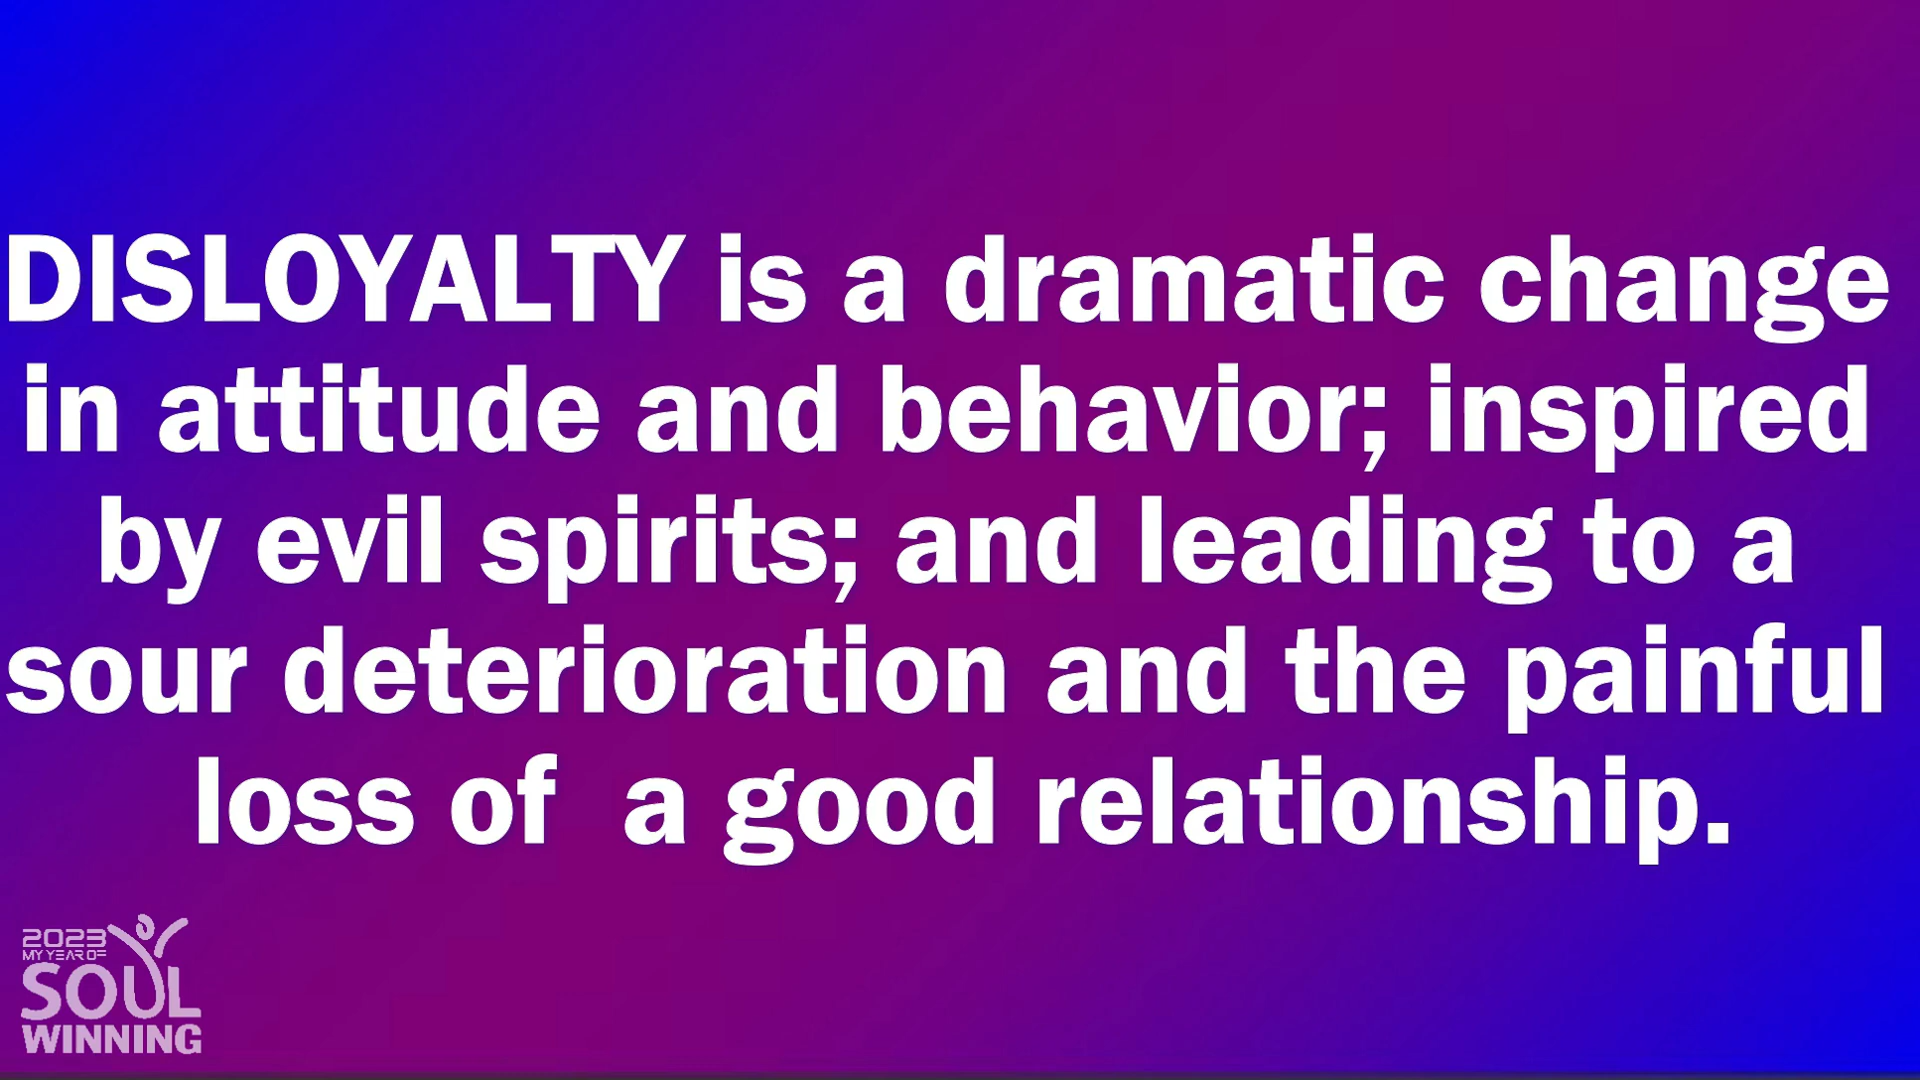 DISLOYALTY is a dramatic change
in attitude and behavior; inspired
by evil spirits; and leading to a
sour deterioration and the painful
loss of  a good relationship.
2023
MY YEAR OF
SOUL
WINNING